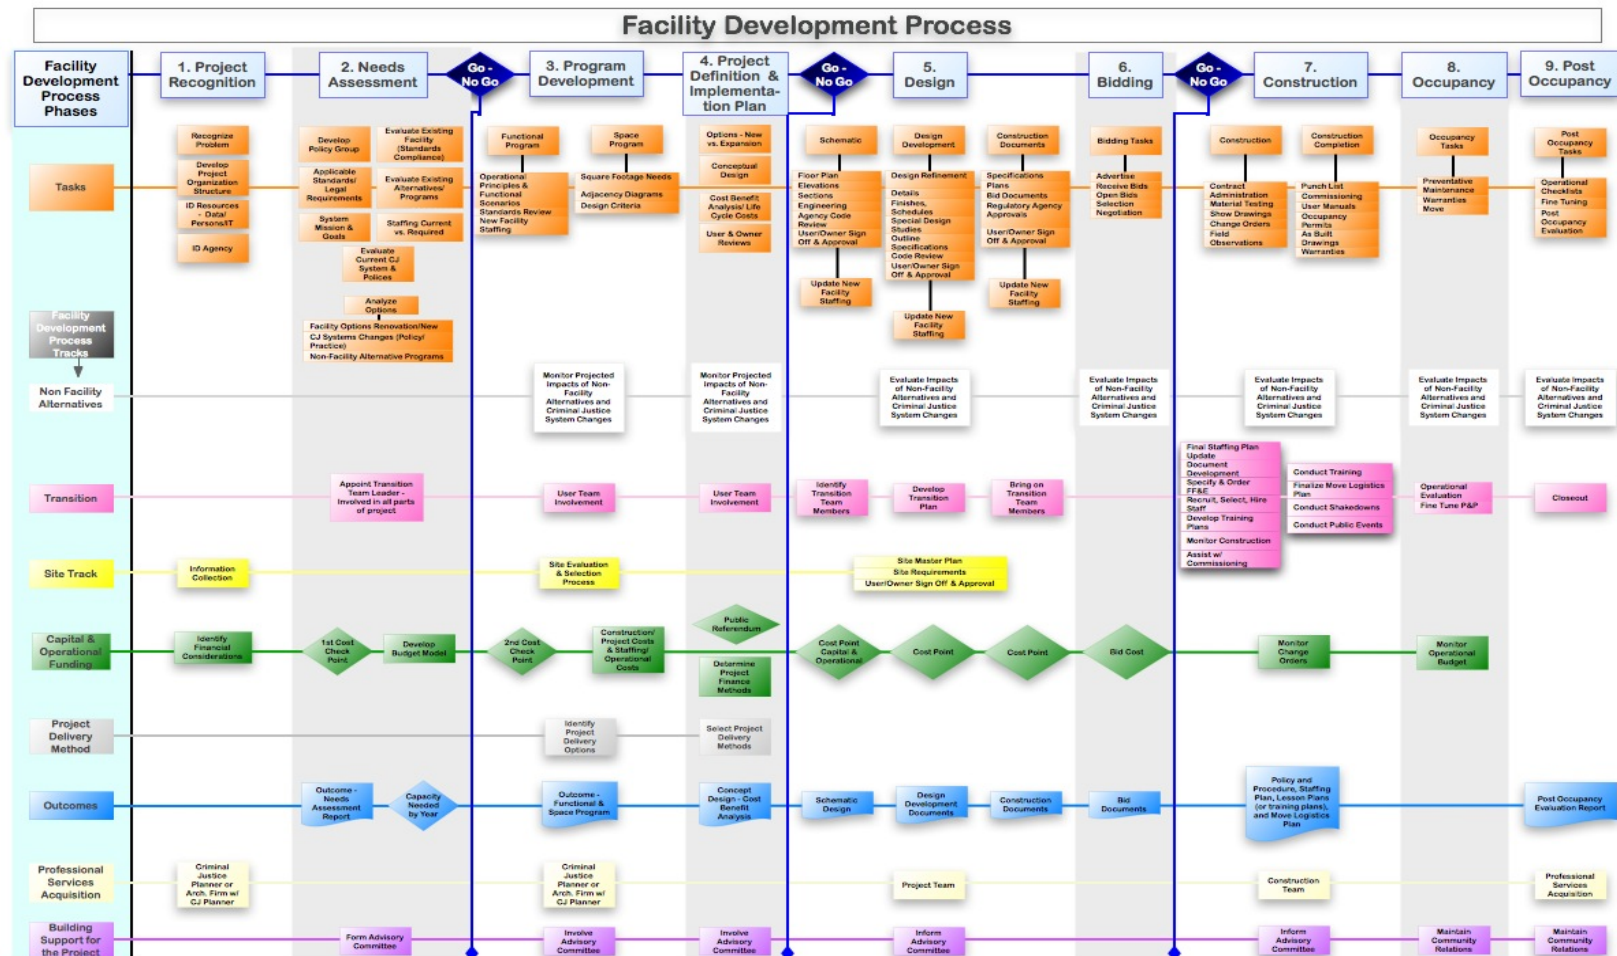 Facility Development Process
Facility
Development
Process
Phases
1. Project
Recognition
2. Needs
Assessment
Go -
No Go
3. Program
Development
4. Project
Definition &
Implementa-
tion Plan
Go -
No Go
5.
Design
6.
Bidding
Go -
No Go
7.
Construction
8.
Occupancy
9. Post
Occupancy
Tasks
Recognize
Problem
Develop
Project
Organization
Structure
ID Resources
- Data/
Persons/IT
ID Agency
Develop
Policy Group
Applicable
Standards/
Legal
Requirements
System
Mission &
Goals
Evaluate Existing
Facility
(Standards
Compliance)
Evaluate Existing
Alternatives/
Programs
Staffing Current
vs. Required
Evaluate
Current CJ
System &
Polices
Analyze
Options
Facility Options Renovation/New
CJ Systems Changes (Policy/
Practice)
Non-Facility Alternative Programs
Functional
Program
Operational
Principles &
Functional
Scenarios
Standards Review
New Facility
Staffing
Space
Program
Square Footage Needs
Adjacency Diagrams
Design Criteria
Options - New
vs. Expansion
Conceptual
Design
Cost Benefit
Analysis/ Life
Cycle Costs
User & Owner
Reviews
Schematic
Floor Plan
Elevations
Sections
Engineering
Agency Code
Review
User/Owner Sign
Off & Approval
Update New
Facility
Staffing
Design
Development
Design Refinement
Details
Finishes,
Schedules
Special Design
Studies
Outline
Specifications
Code Review
User/Owner Sign
Off & Approval
Update New
Facility
Staffing
Construction
Documents
Specifications
Plans
Bid Documents
Regulatory Agency
Approvals
User/Owner Sign
Off & Approval
Update New
Facility
Staffing
Bidding Tasks
Advertise
Receive Bids
Open Bids
Selection
Negotiation
Construction
Contract
Administration
Material Testing
Show Drawings
Change Orders
Field
Observations
Construction
Completion
Punch List
Commissioning
User Manuals
Occupancy
Permits
As Built
Drawings
Warranties
Occupancy
Tasks
Preventative
Maintenance
Warranties
Move
Post
Occupancy
Tasks
Operational
Checklists
Fine Tuning
Post
Occupancy
Evaluation
Facility
Development
Process
Tracks
Non Facility
Alternatives
Monitor Projected
Impacts of Non-
Facility
Alternatives and
Criminal Justice
System Changes
Monitor Projected
Impacts of Non-
Facility
Alternatives and
Criminal Justice
System Changes
Evaluate Impacts
of Non-Facility
Alternatives and
Criminal Justice
System Changes
Evaluate Impacts
of Non-Facility
Alternatives and
Criminal Justice
System Changes
Evaluate Impacts
of Non-Facility
Alternatives and
Criminal Justice
System Changes
Evaluate Impacts
of Non-Facility
Alternatives and
Criminal Justice
System Changes
Evaluate Impacts
of Non-Facility
Alternatives and
Criminal Justice
System Changes
Transition
Appoint Transition
Team Leader -
Involved in all parts
of project
User Team
Involvement
User Team
Involvement
Identify
Transition
Team
Members
Develop
Transition
Plan
Bring on
Transition
Team
Members
Final Staffing Plan
Update
Document
Development
Specify & Order
FF&E
Recruit, Select, Hire
Staff
Develop Training
Plans
Monitor Construction
Assist w/
Commissioning
Conduct Training
Finalize Move Logistics
Plan
Conduct Shakedowns
Conduct Public Events
Operational
Evaluation
Fine Tune P&P
Closeout
Site Track
Information
Collection
Site Evaluation
& Selection
Process
Site Master Plan
Site Requirements
User/Owner Sign Off & Approval
Capital &
Operational
Funding
Identify
Financial
Considerations
1st Cost
Check
Point
Develop
Budget Model
2nd Cost
Check
Point
Construction/
Project Costs
& Staffing/
Operational
Costs
Public
Referendum
Determine
Project
Finance
Methods
Cost Point
Capital &
Operational
Cost Point
Cost Point
Bid Cost
Monitor
Change
Orders
Monitor
Operational
Budget
Project
Delivery
Method
Identify
Project
Delivery
Options
Select Project
Delivery
Methods
Outcomes
Outcome -
Needs
Assessment
Report
Capacity
Needed
by Year
Outcome -
Functional &
Space Program
Concept
Design - Cost
Benefit
Analysis
Schematic
Design
Design
Development
Documents
Construction
Documents
Bid
Documents
Policy and
Procedure, Staffing
Plan, Lesson Plans
(or training plans),
and Move Logistics
Plan
Post Occupancy
Evaluation Report
Professional
Services
Acquisition
Criminal
Justice
Planner or
Arch. Firm w/
CJ Planner
Criminal
Justice
Planner or
Arch. Firm w/
CJ Planner
Project Team
Construction
Team
Professional
Services
Acquisition
Building
Support for
the Project
Form Advisory
Committee
Involve
Advisory
Committee
Involve
Advisory
Committee
Inform
Advisory
Committee
Inform
Advisory
Committee
Maintain
Community
Relations
Maintain
Community
Relations